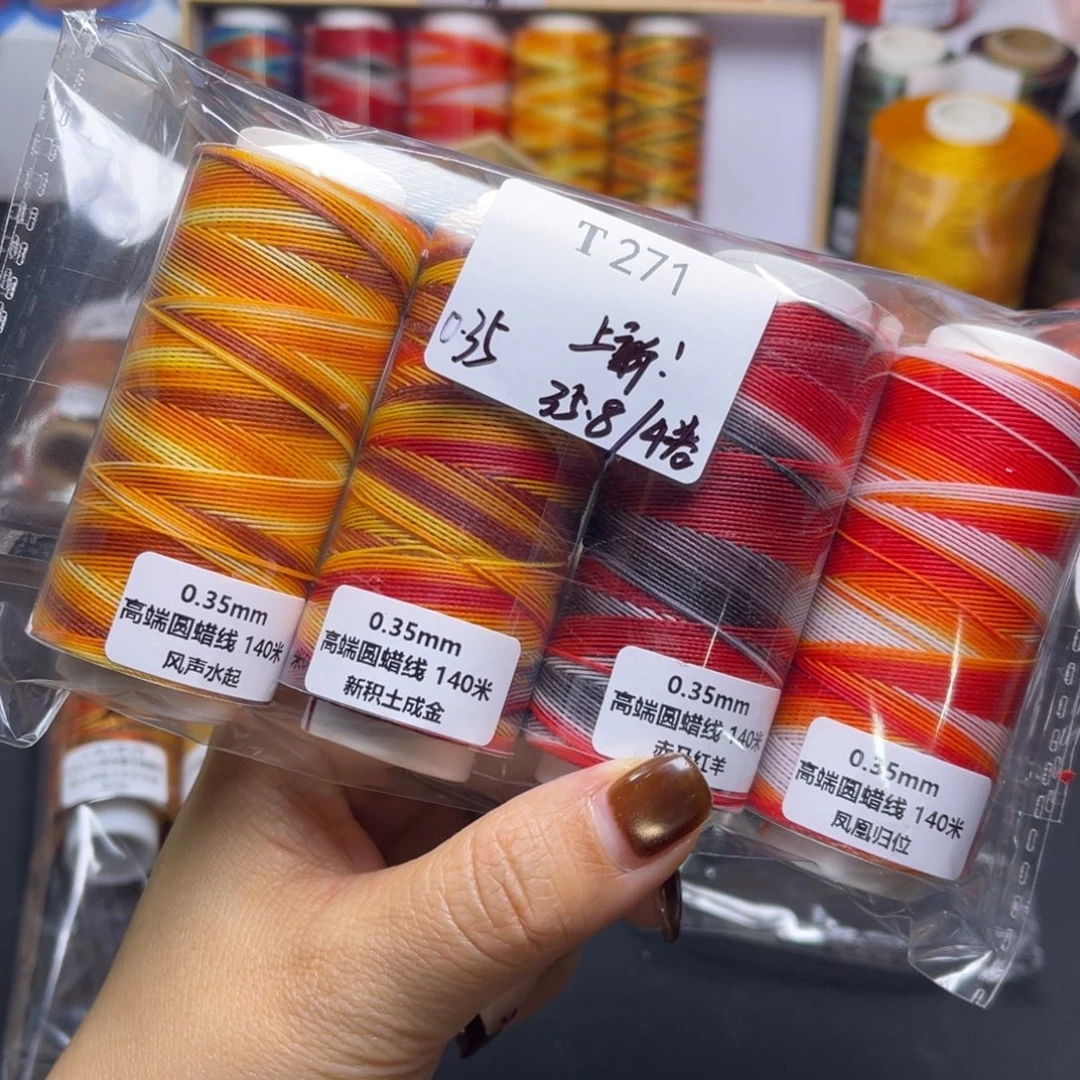 T 271
0.35 上新!
35.8/4卷
0.35mm
高端圆蜡线 140米
风声水起
0.35mm
高端圆蜡线 140米
新积土成金
0.35mm
高端圆蜡线 140米
赤马红羊
0.35mm
高端圆蜡线 140米
凤凰归位